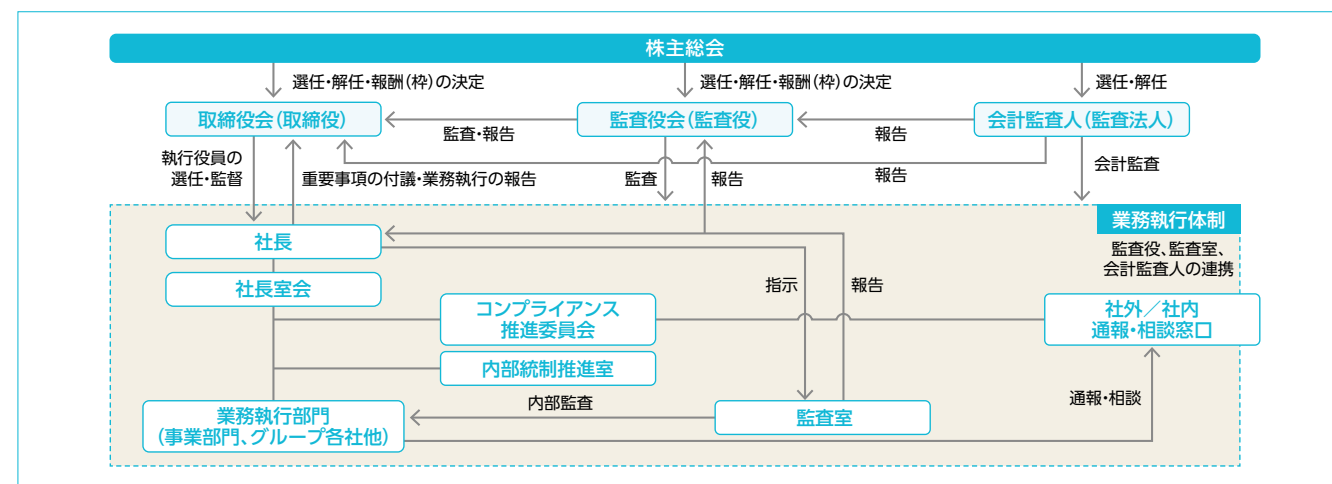 株主総会
選任・解任・報酬(枠)の決定
選任・解任・報酬(枠)の決定
選任・解任
取締役会(取締役)
監査役会(監査役)
会計監査人(監査法人)
監査・報告
報告
執行役員の
選任・監督
重要事項の付議・業務執行の報告
監査
報告
報告
会計監査
業務執行体制
監査役、監査室、
会計監査人の連携
社長
社長室会
指示
報告
コンプライアンス
推進委員会
社外／社内
通報・相談窓口
内部統制推進室
業務執行部門
(事業部門、グループ各社他)
内部監査
監査室
通報・相談